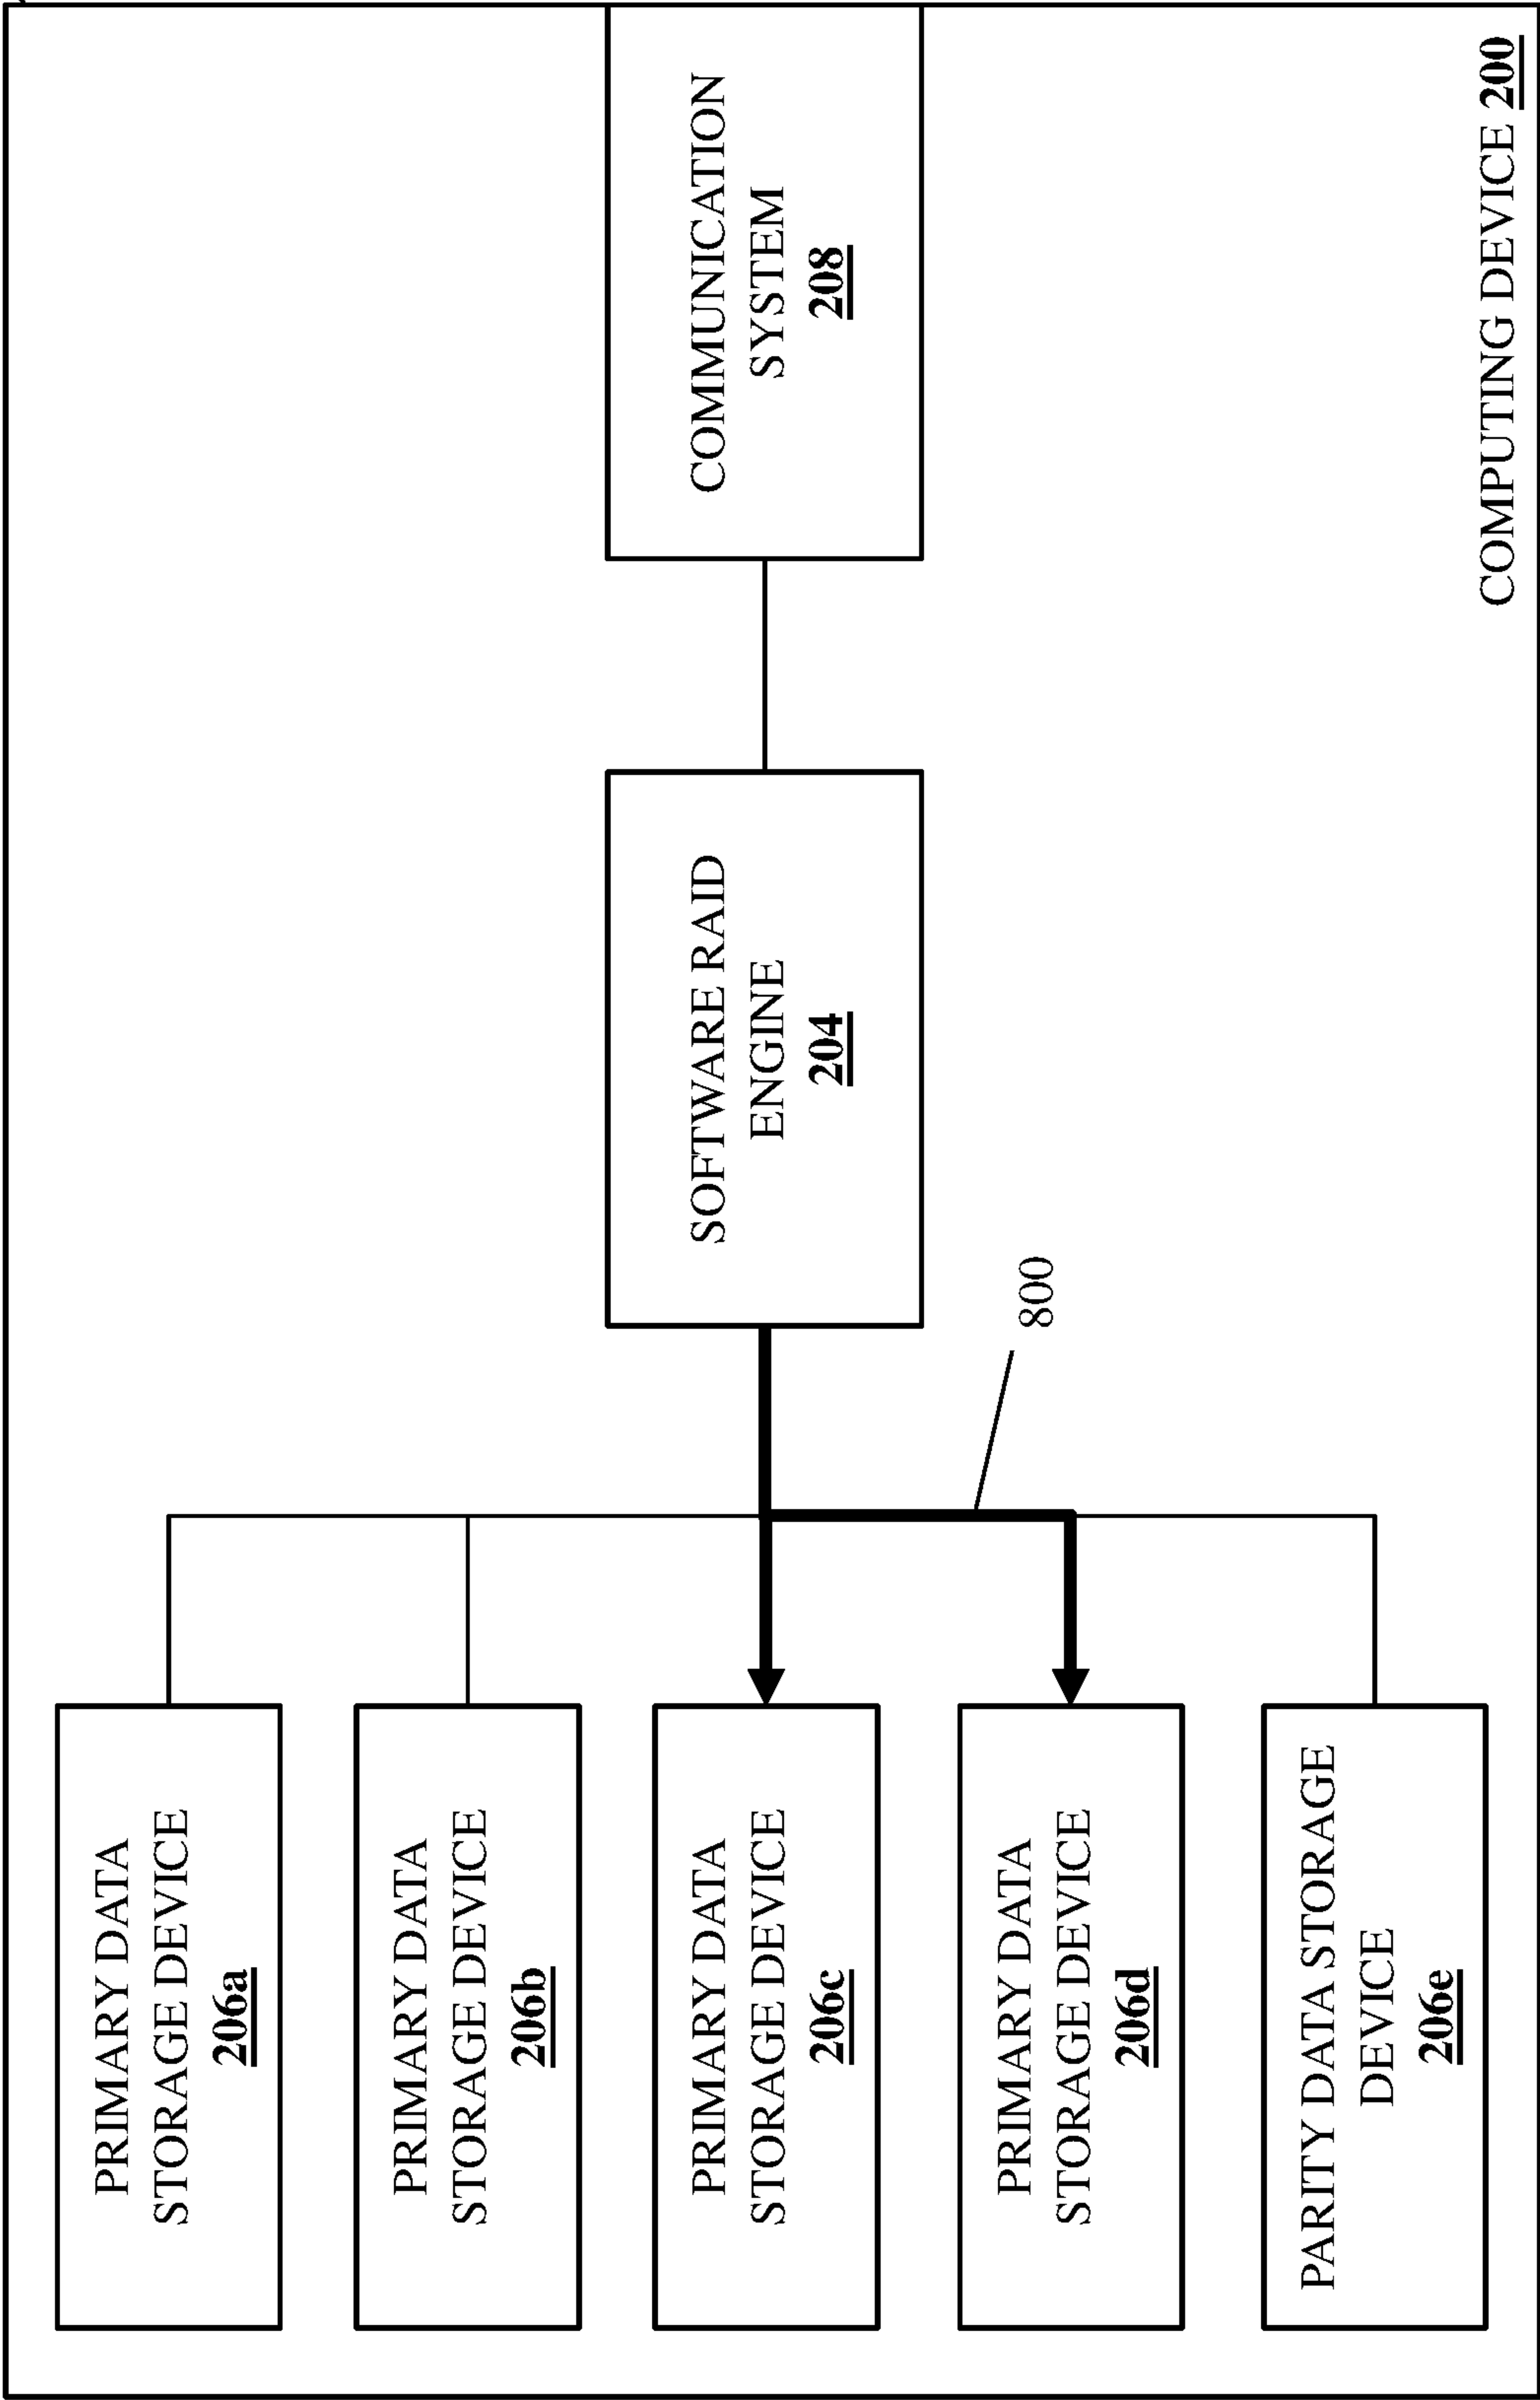 PRIMARY DATA
STORAGE DEVICE
206a
PRIMARY DATA
STORAGE DEVICE
206b
PRIMARY DATA
STORAGE DEVICE
206c
PRIMARY DATA
STORAGE DEVICE
206d
PARITY DATA STORAGE
DEVICE
206e
800
SOFTWARE RAID
ENGINE
204
COMMUNICATION
SYSTEM
208
COMPUTING DEVICE 200